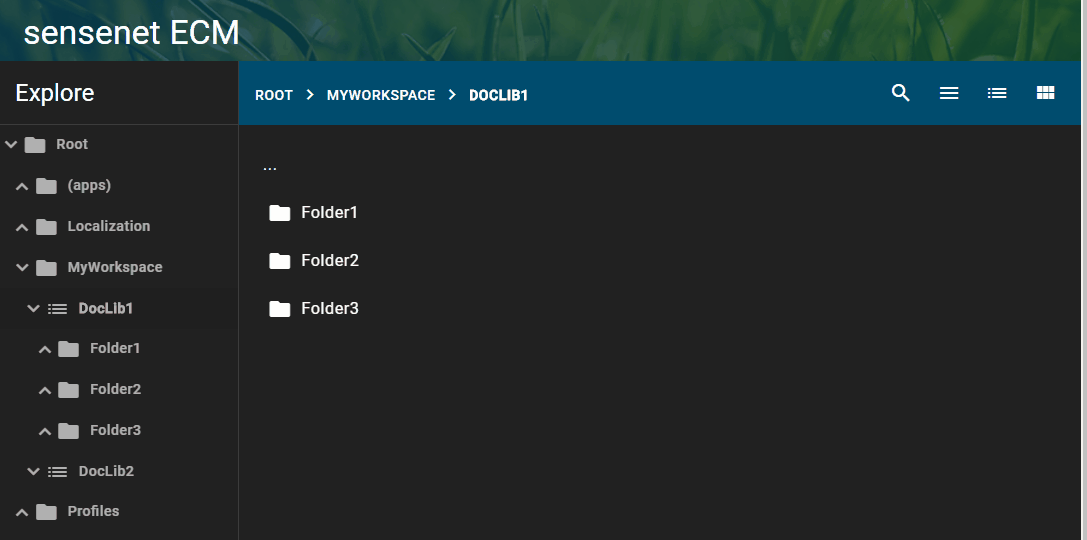 sensenet ECM
Explore
ROOT > MYWORKSPACE > DOCLIB1
Root
(apps)
Localization
MyWorkspace
DocLib1
Folder1
Folder2
Folder3
DocLib2
Profiles
...
Folder1
Folder2
Folder3